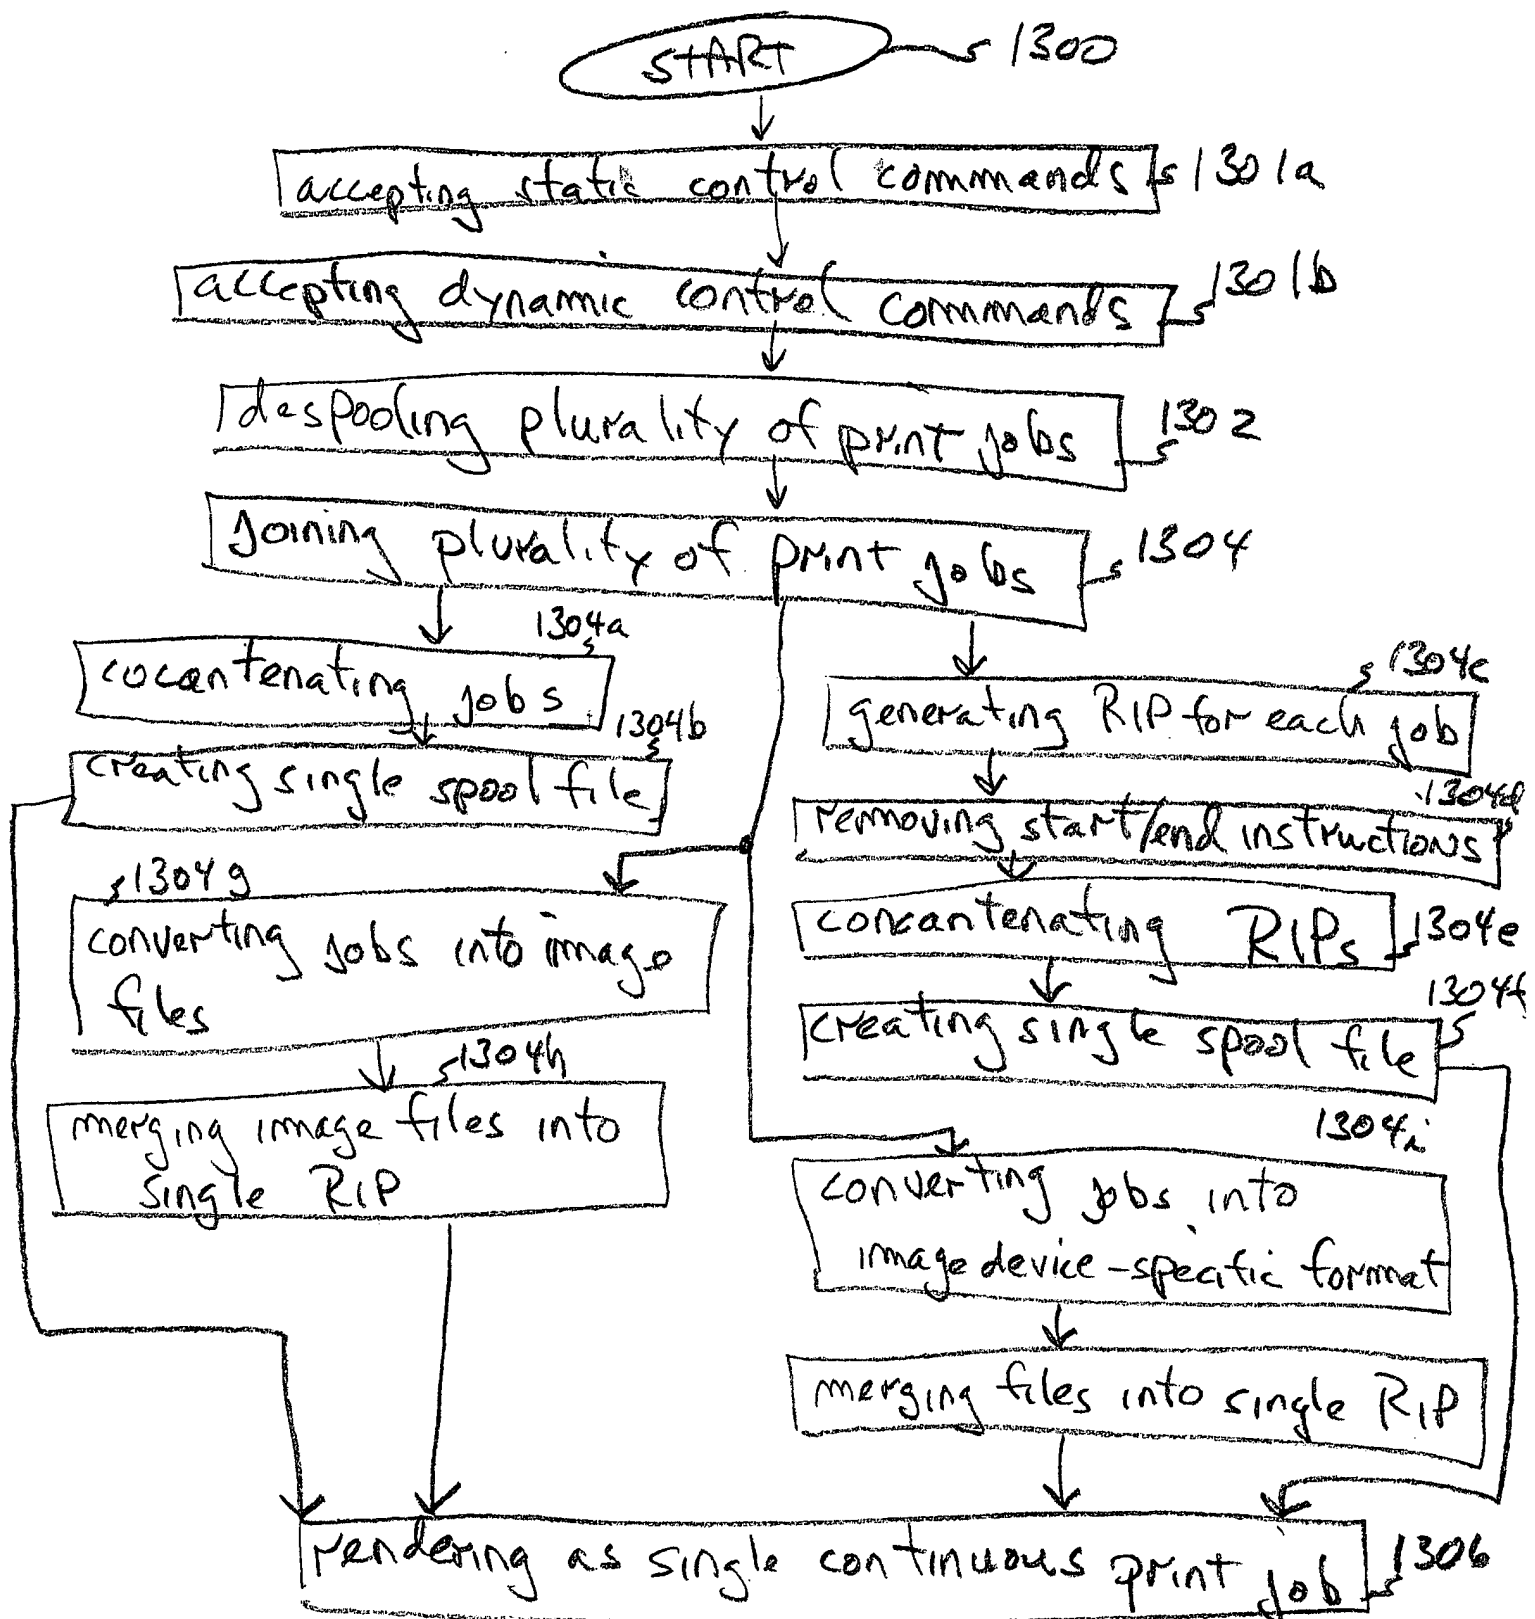 START 1300
accepting static control commands 1301a
accepting dynamic control commands 1301b
despooling plurality of print jobs 1302
joining plurality of print jobs 1304
1304a
cocantenating jobs
1304b
creating single spool file
1304c
generating RIP for each job
1304d
removing start/end instructions
concantenating RIPs 1304e
1304f
creating single spool file
1304g
converting jobs into image
files
1304h
merging image files into
single RIP
1304i
converting jobs into
image device-specific format
merging files into single RIP
rendering as single continuous print job 1306